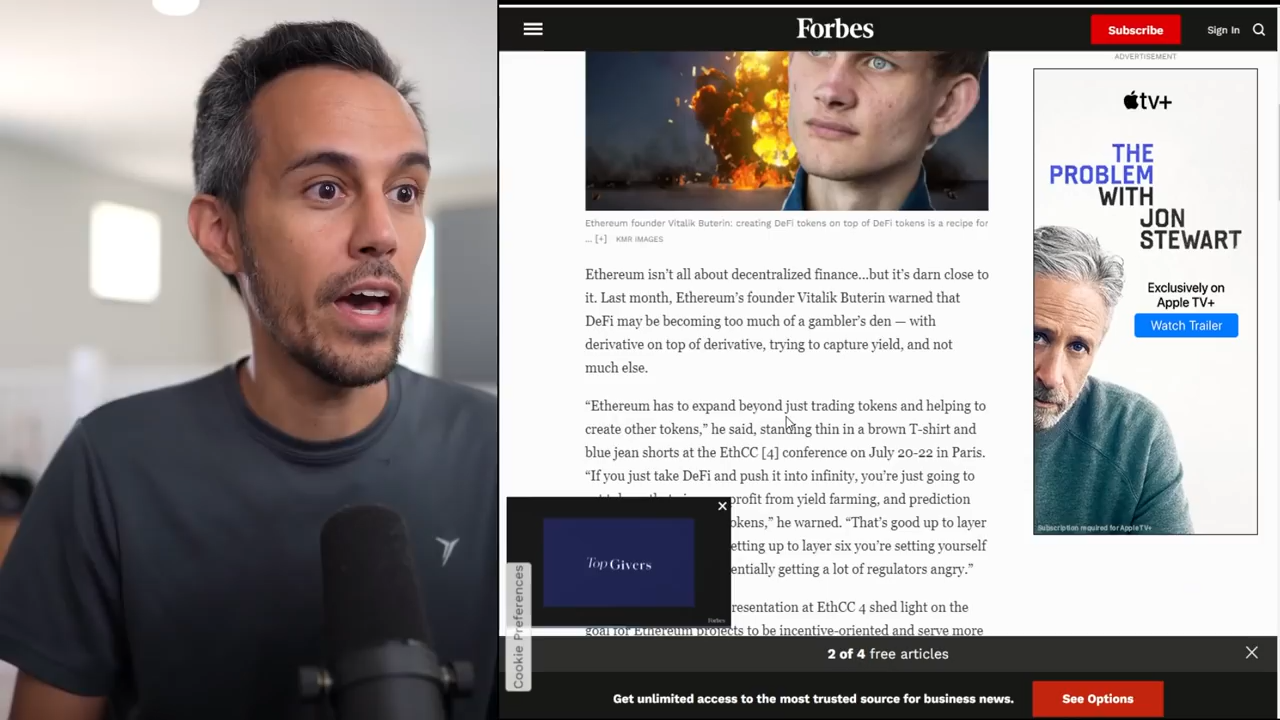 Forbes
Subscribe
Sign In
ADVERTISEMENT
tv+
THE
PROBLEM
WITH
JON
STEWART
Exclusively on
Apple TV+
Watch Trailer
Subscription required for Apple TV+
Ethereum founder Vitalik Buterin: creating DeFi tokens on top of DeFi tokens is a recipe for
... [+] KMR IMAGES
Ethereum isn't all about decentralized finance...but it's darn close to
it. Last month, Ethereum's founder Vitalik Buterin warned that
DeFi may be becoming too much of a gambler's den — with
derivative on top of derivative, trying to capture yield, and not
much else.
“Ethereum has to expand beyond just trading tokens and helping to
create other tokens,” he said, standing thin in a brown T-shirt and
blue jean shorts at the EthCC [4] conference on July 20-22 in Paris.
“If you just take DeFi and push it into infinity, you're just going to
profit from yield farming, and prediction
okens,” he warned. “That's good up to layer
etting up to layer six you're setting yourself
entially getting a lot of regulators angry.”
resentation at EthCC 4 shed light on the
goal for Ethereum projects to be incentive-oriented and serve more
Top Givers
Forbes
Cookie Preferences
2 of 4 free articles
Get unlimited access to the most trusted source for business news.
See Options